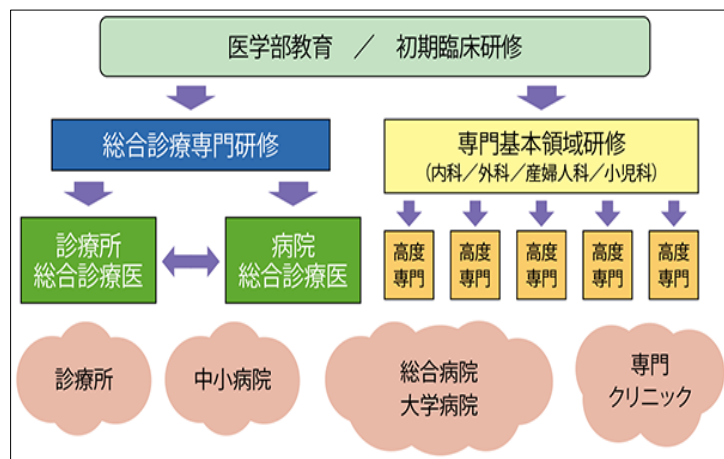 医学部教育 / 初期臨床研修
総合診療専門研修
専門基本領域研修
(内科/外科/産婦人科/小児科)
診療所
総合診療医
病院
総合診療医
高度
専門
高度
専門
高度
専門
高度
専門
高度
専門
診療所
中小病院
総合病院
大学病院
専門
クリニック